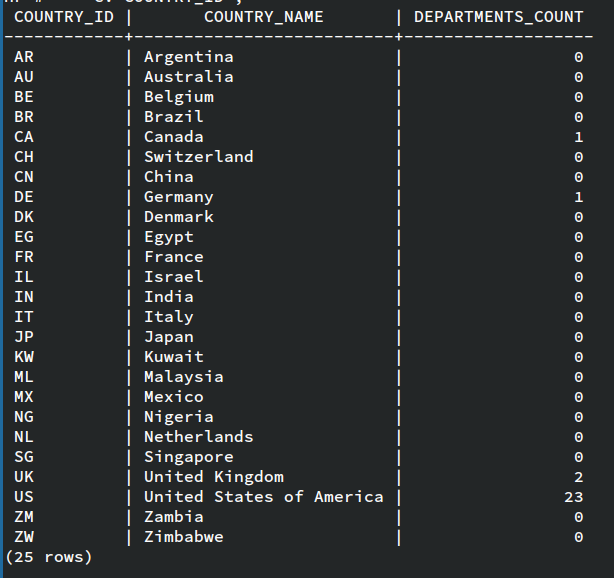 COUNTRY_ID | COUNTRY_NAME | DEPARTMENTS_COUNT
------------+--------------------------+-------------------
AR | Argentina | 0
AU | Australia | 0
BE | Belgium | 0
BR | Brazil | 0
CA | Canada | 1
CH | Switzerland | 0
CN | China | 0
DE | Germany | 1
DK | Denmark | 0
EG | Egypt | 0
FR | France | 0
IL | Israel | 0
IN | India | 0
IT | Italy | 0
JP | Japan | 0
KW | Kuwait | 0
ML | Malaysia | 0
MX | Mexico | 0
NG | Nigeria | 0
NL | Netherlands | 0
SG | Singapore | 0
UK | United Kingdom | 2
US | United States of America | 23
ZM | Zambia | 0
ZW | Zimbabwe | 0
(25 rows)